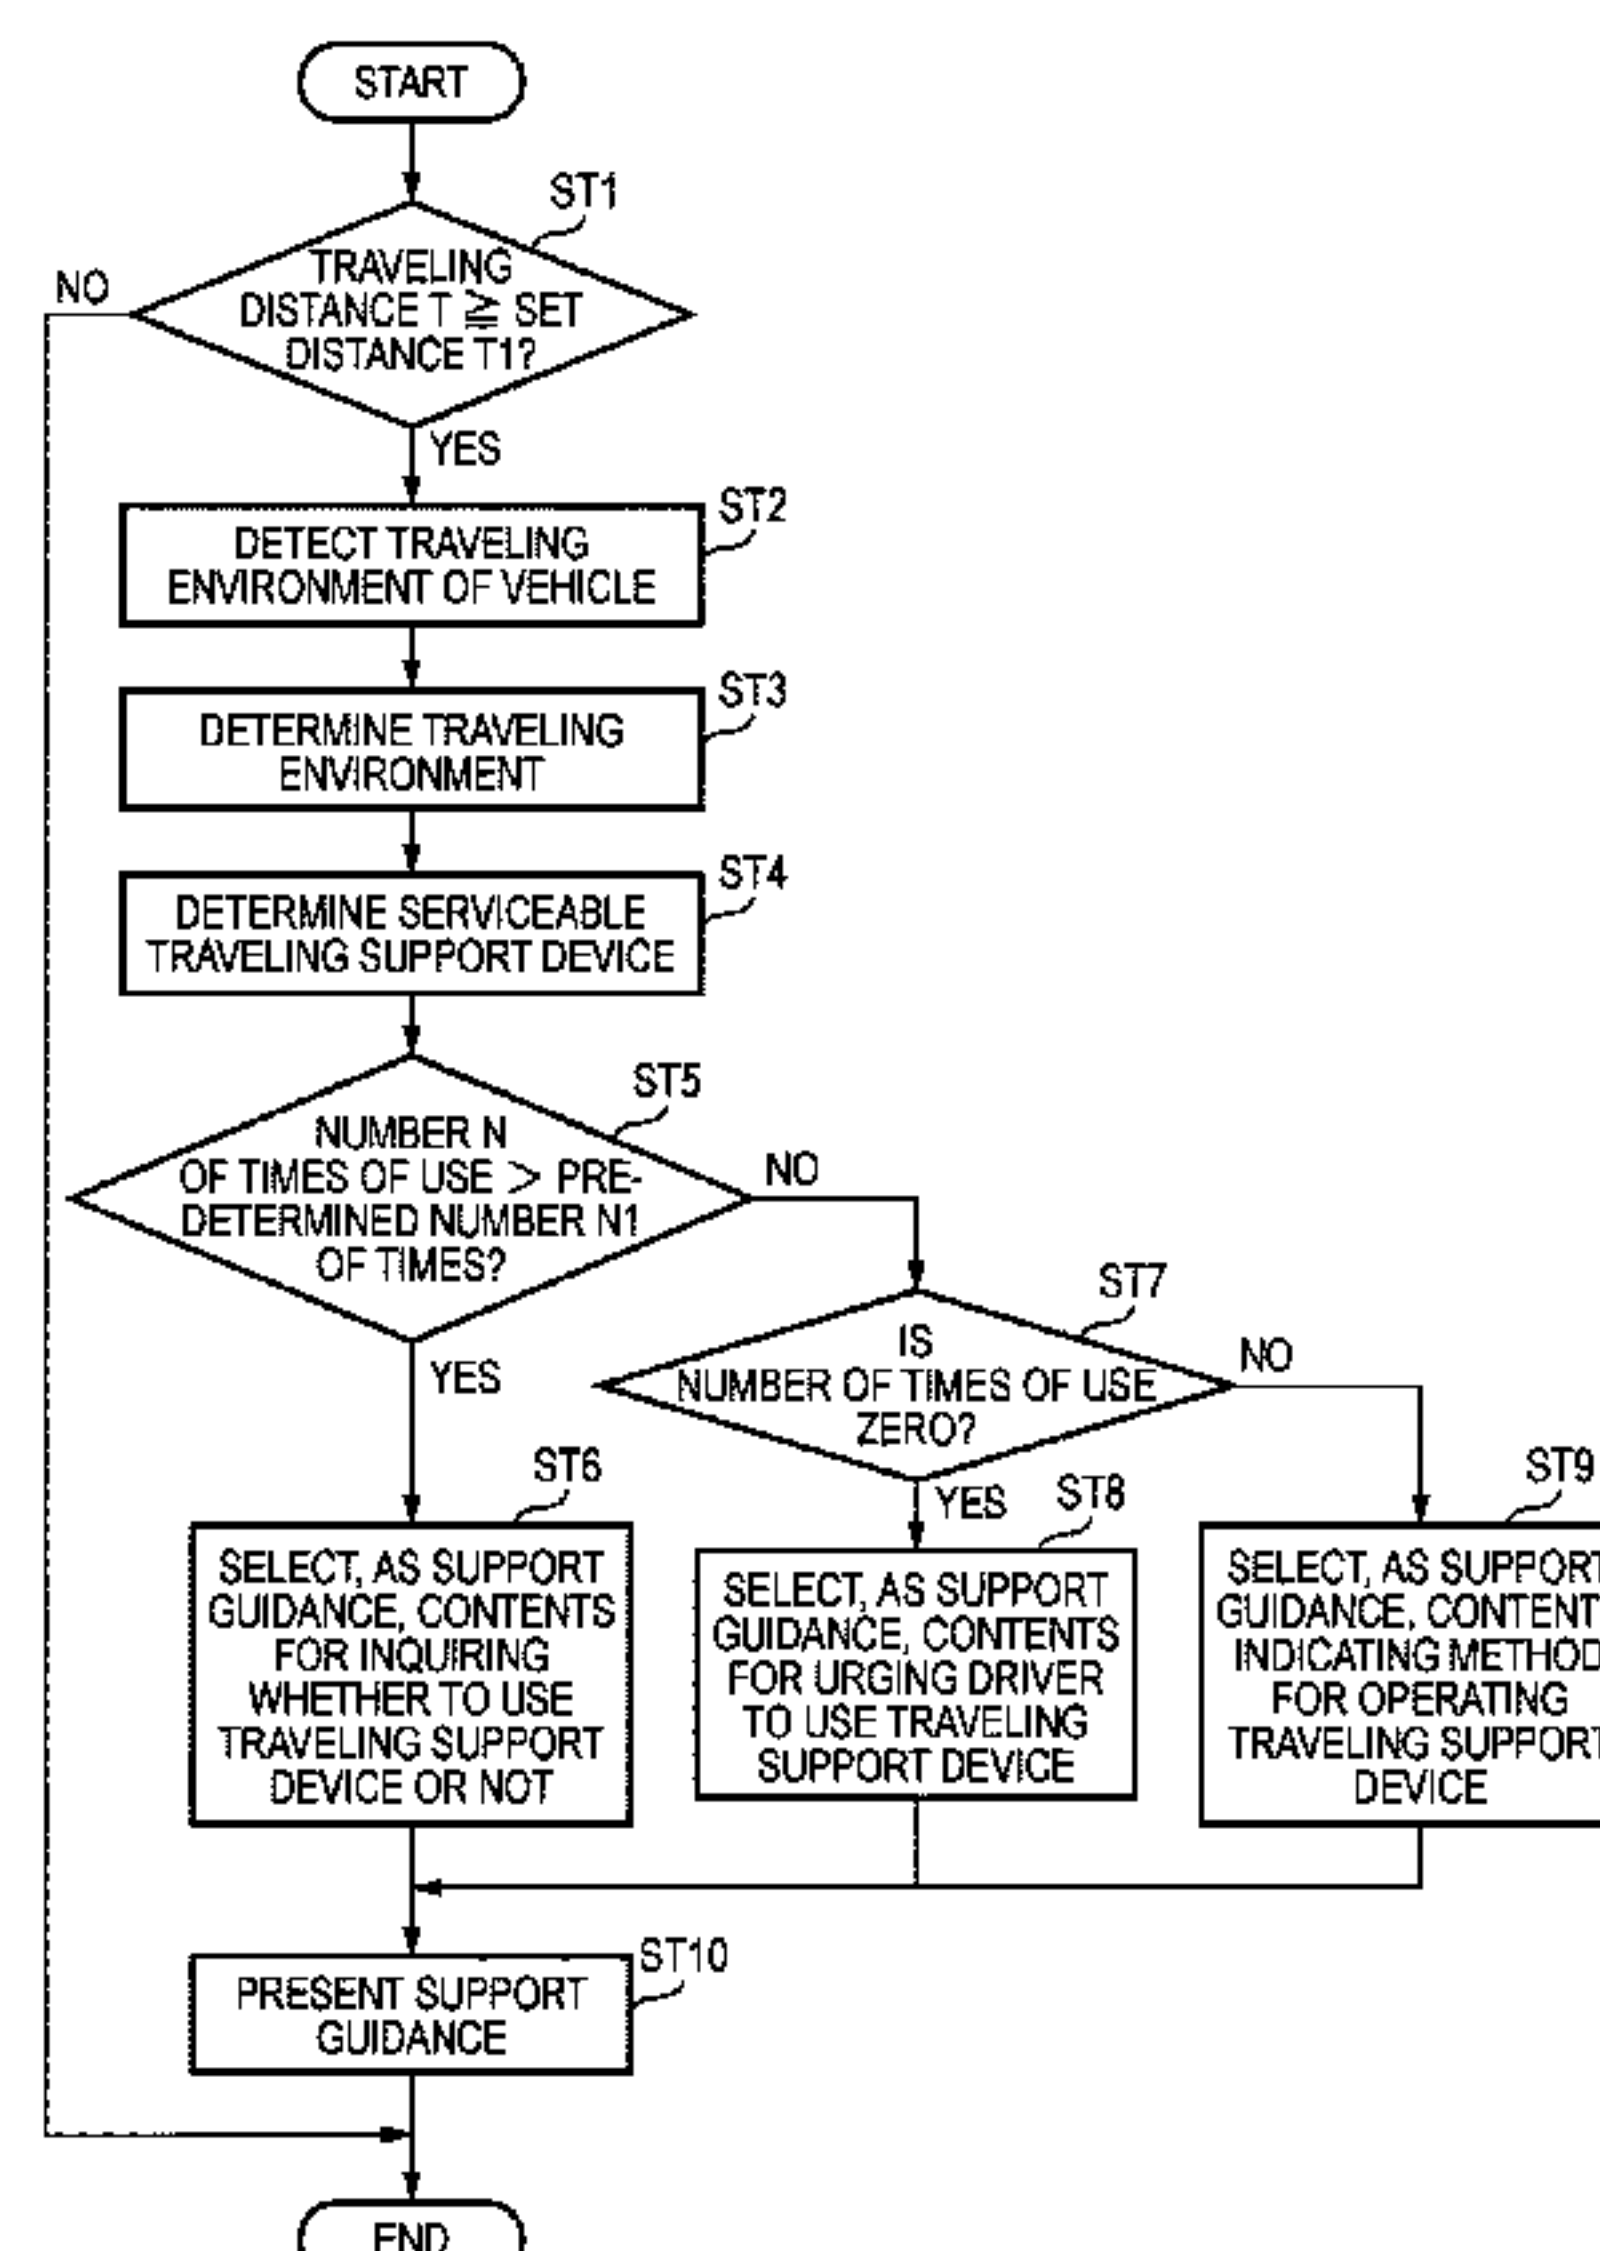 START
ST1
TRAVELING
DISTANCE T ≧ SET
DISTANCE T1?
NO
YES
ST2
DETECT TRAVELING
ENVIRONMENT OF VEHICLE
ST3
DETERMINE TRAVELING
ENVIRONMENT
ST4
DETERMINE SERVICEABLE
TRAVELING SUPPORT DEVICE
ST5
NUMBER N
OF TIMES OF USE > PRE-
DETERMINED NUMBER N1
OF TIMES?
NO
YES
ST7
IS
NUMBER OF TIMES OF USE
ZERO?
NO
YES
ST6
SELECT, AS SUPPORT
GUIDANCE, CONTENTS
FOR INQUIRING
WHETHER TO USE
TRAVELING SUPPORT
DEVICE OR NOT
ST8
SELECT, AS SUPPORT
GUIDANCE, CONTENTS
FOR URGING DRIVER
TO USE TRAVELING
SUPPORT DEVICE
ST9
SELECT, AS SUPPORT
GUIDANCE, CONTENT
INDICATING METHOD
FOR OPERATING
TRAVELING SUPPORT
DEVICE
ST10
PRESENT SUPPORT
GUIDANCE
END